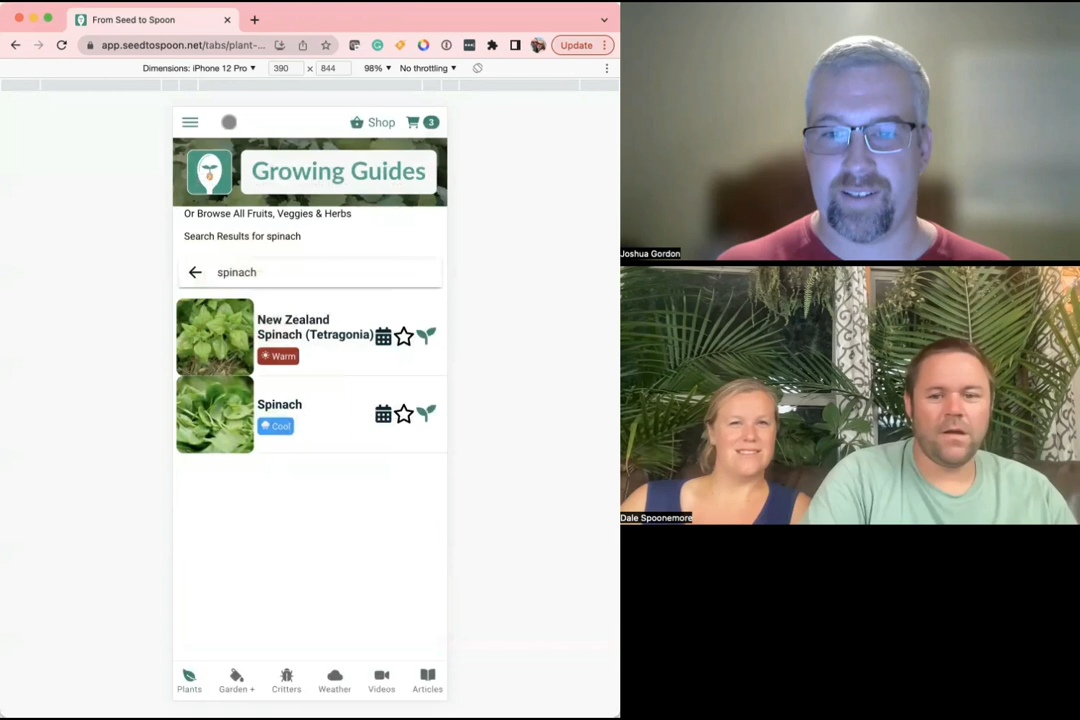 From Seed to Spoon
app.seedtospoon.net/tabs/plant-...
Update
Dimensions: iPhone 12 Pro
390 x 844
98%
No throttling
Shop
3
Growing Guides
Or Browse All Fruits, Veggies & Herbs
Search Results for spinach
spinach
New Zealand
Spinach (Tetragonia)
Warm
Spinach
Cool
Plants
Garden +
Critters
Weather
Videos
Articles
Joshua Gordon
Dale Spoonemore